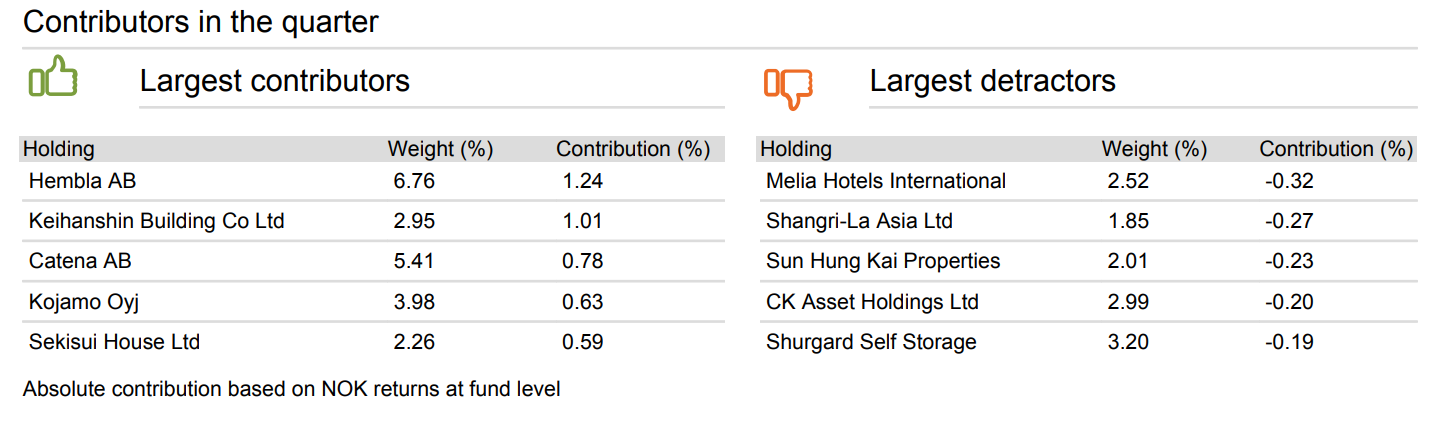 Contributors in the quarter
Largest contributors
Holding Weight (%) Contribution (%)
Hembla AB 6.76 1.24
Keihanshin Building Co Ltd 2.95 1.01
Catena AB 5.41 0.78
Kojamo Oyj 3.98 0.63
Sekisui House Ltd 2.26 0.59
Largest detractors
Holding Weight (%) Contribution (%)
Melia Hotels International 2.52 -0.32
Shangri-La Asia Ltd 1.85 -0.27
Sun Hung Kai Properties 2.01 -0.23
CK Asset Holdings Ltd 2.99 -0.20
Shurgard Self Storage 3.20 -0.19
Absolute contribution based on NOK returns at fund level